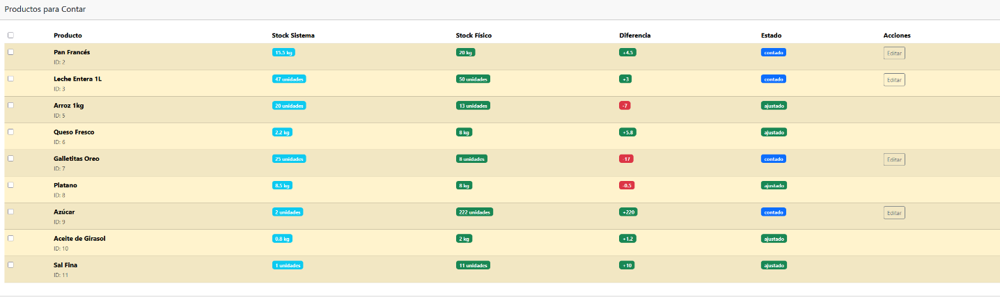 Productos para Contar
Producto Stock Sistema Stock Físico Diferencia Estado Acciones
Pan Francés 15.5 kg 20 kg +4.5 contado Editar
ID: 2
Leche Entera 1L 47 unidades 50 unidades +3 contado Editar
ID: 3
Arroz 1kg 20 unidades 13 unidades -7 ajustado
ID: 5
Queso Fresco 2.2 kg 8 kg +5.8 ajustado
ID: 6
Galletitas Oreo 25 unidades 8 unidades -17 contado Editar
ID: 7
Platano 8.5 kg 8 kg -0.5 ajustado
ID: 8
Azúcar 2 unidades 222 unidades +220 contado Editar
ID: 9
Aceite de Girasol 0.8 kg 2 kg +1.2 ajustado
ID: 10
Sal Fina 1 unidades 11 unidades +10 ajustado
ID: 11